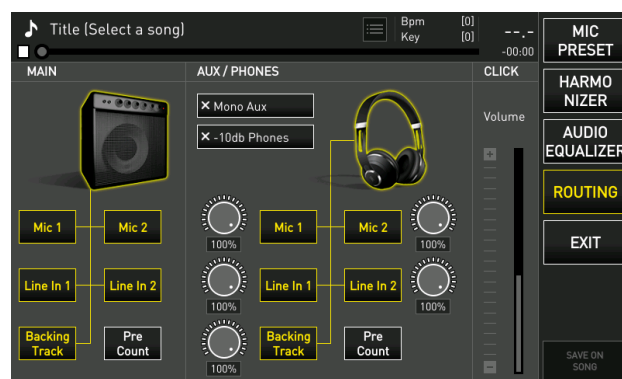 Title (Select a song)
Bpm [0]
Key [0]
--.-
-00:00
MAIN
AUX / PHONES
CLICK
× Mono Aux
× -10db Phones
Volume
+
Mic 1
Mic 2
100%
Mic 1
Mic 2
100%
Line In 1
Line In 2
100%
Line In 1
Line In 2
100%
Backing
Track
Pre
Count
100%
Backing
Track
Pre
Count
-
MIC
PRESET
HARMO
NIZER
AUDIO
EQUALIZER
ROUTING
EXIT
SAVE ON
SONG